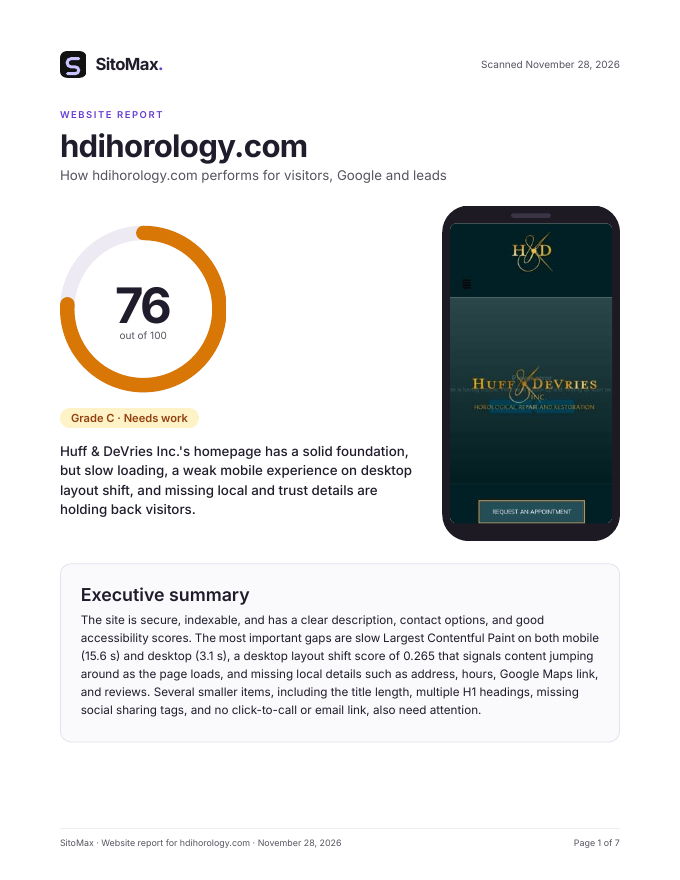 SitoMax.
Scanned November 28, 2026
WEBSITE REPORT
hdihorology.com
How hdihorology.com performs for visitors, Google and leads
76
out of 100
Grade C · Needs work
Huff & DeVries Inc.'s homepage has a solid foundation,
but slow loading, a weak mobile experience on desktop
layout shift, and missing local and trust details are
holding back visitors.
H D
HUFF & DEVRIES
INC
HOROLOGICAL REPAIR AND RESTORATION
REQUEST AN APPOINTMENT
Executive summary
The site is secure, indexable, and has a clear description, contact options, and good
accessibility scores. The most important gaps are slow Largest Contentful Paint on both mobile
(15.6 s) and desktop (3.1 s), a desktop layout shift score of 0.265 that signals content jumping
around as the page loads, and missing local details such as address, hours, Google Maps link,
and reviews. Several smaller items, including the title length, multiple H1 headings, missing
social sharing tags, and no click-to-call or email link, also need attention.
SitoMax · Website report for hdihorology.com · November 28, 2026
Page 1 of 7